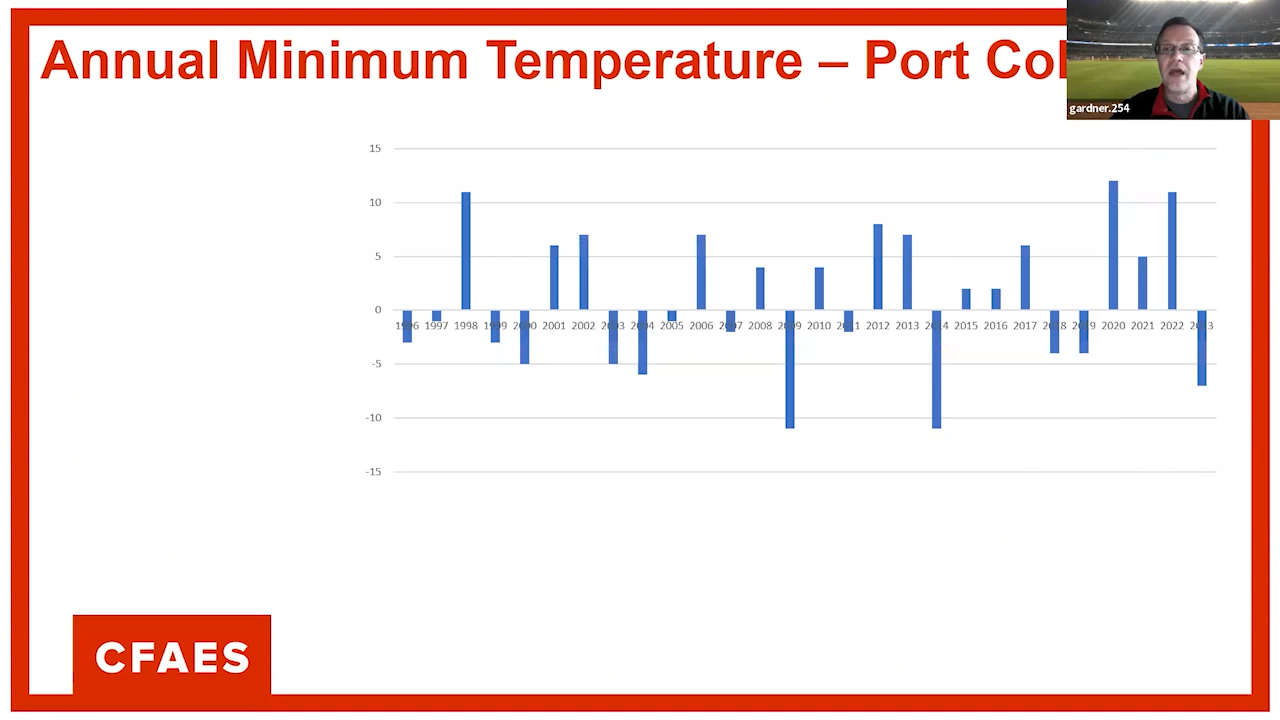 Annual Minimum Temperature – Port Col
gardner.254
15
10
5
0
1996 1997 1998 1999 2000 2001 2002 2003 2004 2005 2006 2007 2008 2009 2010 2011 2012 2013 2014 2015 2016 2017 2018 2019 2020 2021 2022
-5
-10
-15
CFAES